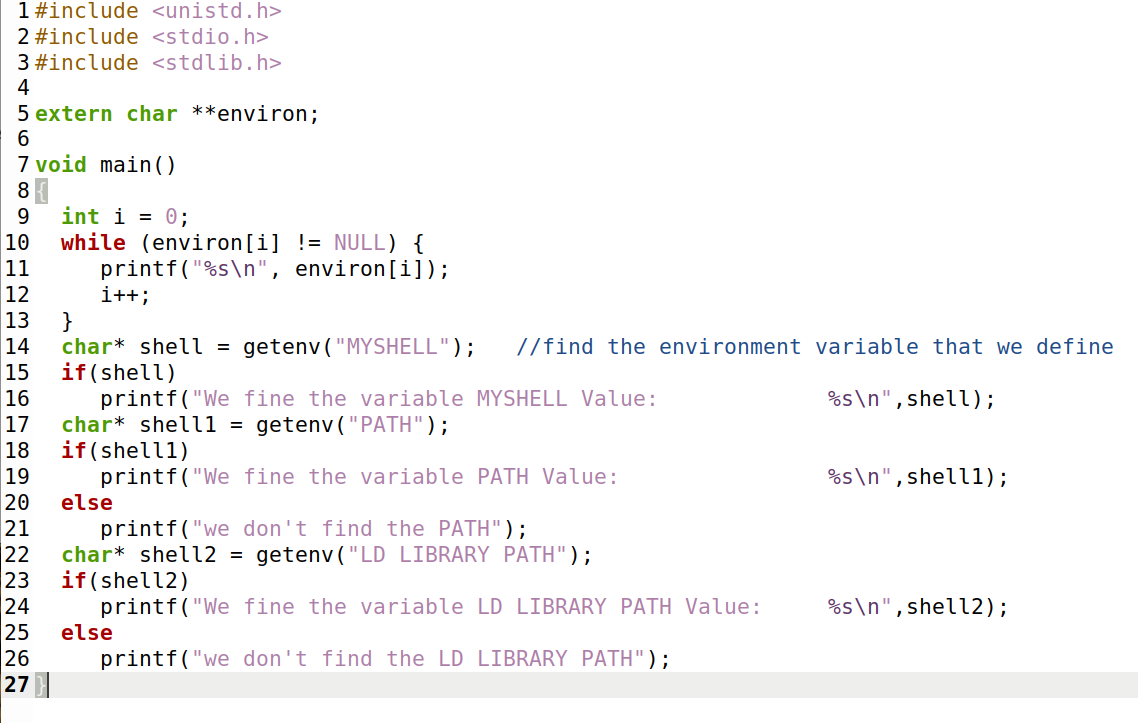 1 #include <unistd.h>
2 #include <stdio.h>
3 #include <stdlib.h>
4
5 extern char **environ;
6
7 void main()
8 {
9   int i = 0;
10   while (environ[i] != NULL) {
11      printf("%s\n", environ[i]);
12      i++;
13   }
14   char* shell = getenv("MYSHELL");   //find the environment variable that we define
15   if(shell)
16      printf("We fine the variable MYSHELL Value:             %s\n",shell);
17   char* shell1 = getenv("PATH");
18   if(shell1)
19      printf("We fine the variable PATH Value:                %s\n",shell1);
20   else
21      printf("we don't find the PATH");
22   char* shell2 = getenv("LD LIBRARY PATH");
23   if(shell2)
24      printf("We fine the variable LD LIBRARY PATH Value:     %s\n",shell2);
25   else
26      printf("we don't find the LD LIBRARY PATH");
27 }